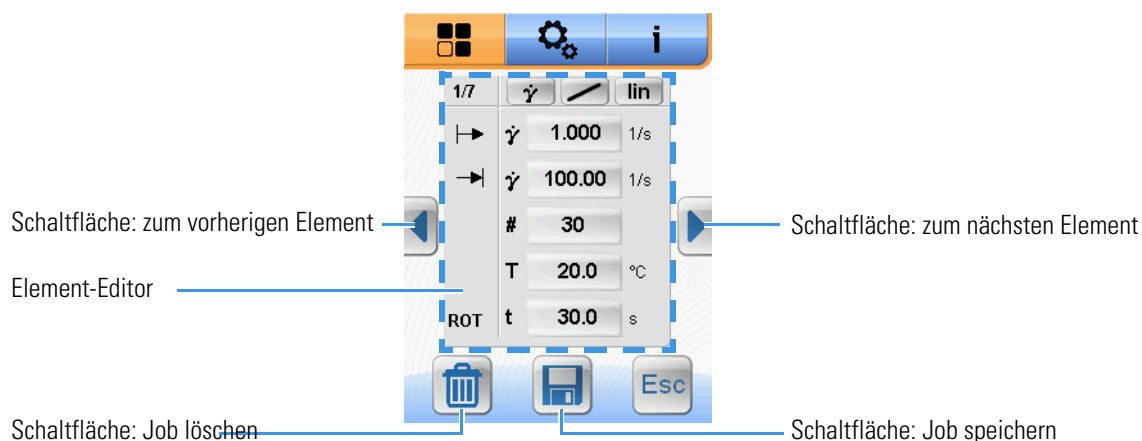 i
1/7 γ̇ lin
γ̇ 1.000 1/s
γ̇ 100.00 1/s
Schaltfläche: zum vorherigen Element
Schaltfläche: zum nächsten Element
# 30
T 20.0 °C
Element-Editor
ROT t 30.0 s
Esc
Schaltfläche: Job löschen
Schaltfläche: Job speichern